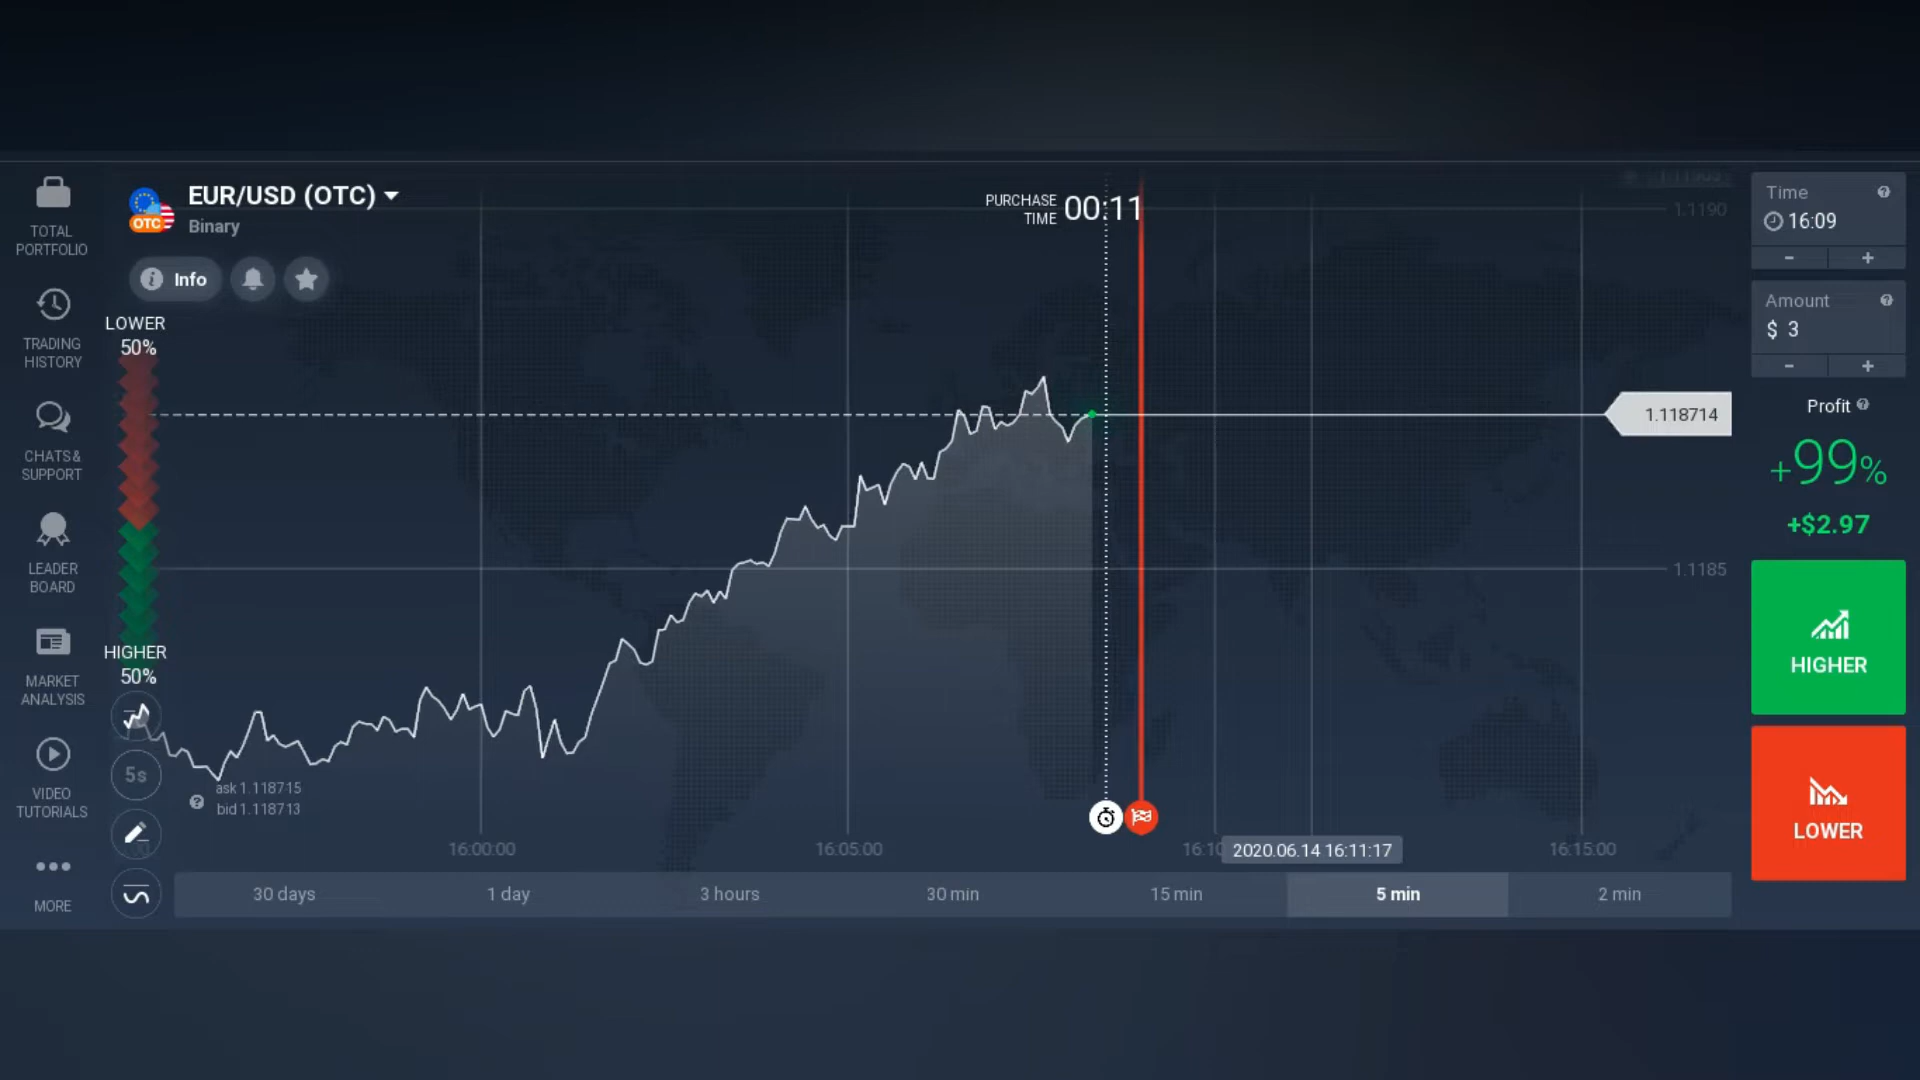 EUR/USD (OTC)
OTC
Binary
Info
PURCHASE
TIME
00:11
TOTAL
PORTFOLIO
TRADING
HISTORY
CHATS &
SUPPORT
LEADER
BOARD
MARKET
ANALYSIS
VIDEO
TUTORIALS
MORE
LOWER
50%
HIGHER
50%
5s
ask 1.118715
bid 1.118713
1.1190
1.118714
1.1185
16:00:00
16:05:00
16:10
2020.06.14 16:11:17
16:15:00
30 days
1 day
3 hours
30 min
15 min
5 min
2 min
Time
16:09
- +
Amount
$ 3
- +
Profit
+99%
+$2.97
HIGHER
LOWER